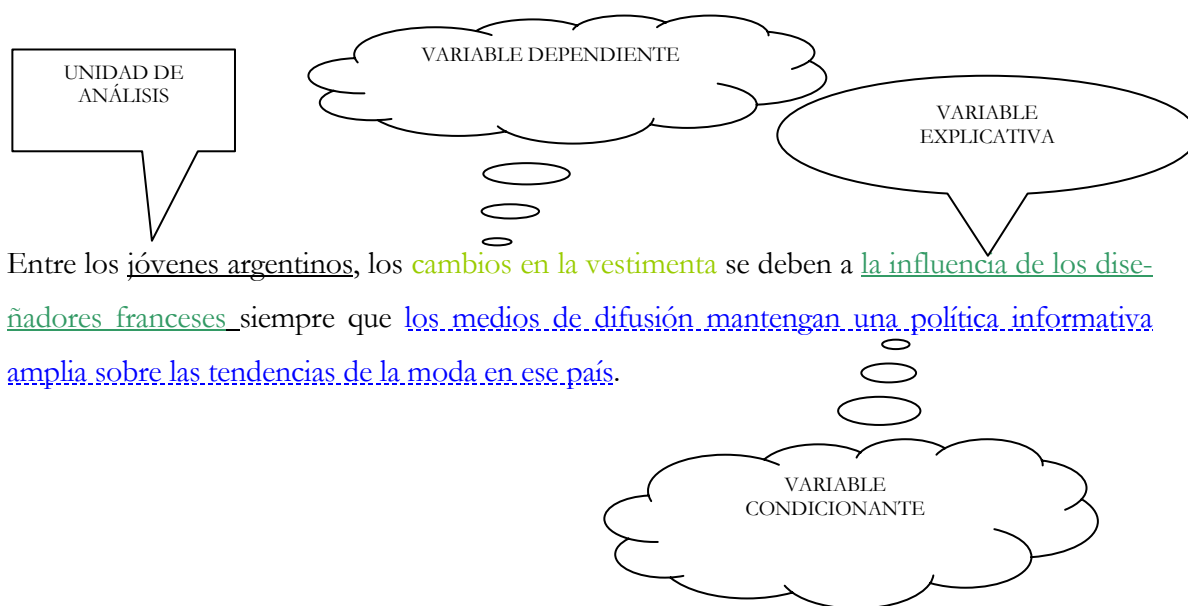 UNIDAD DE
ANÁLISIS
VARIABLE DEPENDIENTE
VARIABLE
EXPLICATIVA
Entre los jóvenes argentinos, los cambios en la vestimenta se deben a la influencia de los dise-
ñadores franceses siempre que los medios de difusión mantengan una política informativa
amplia sobre las tendencias de la moda en ese país.
VARIABLE
CONDICIONANTE